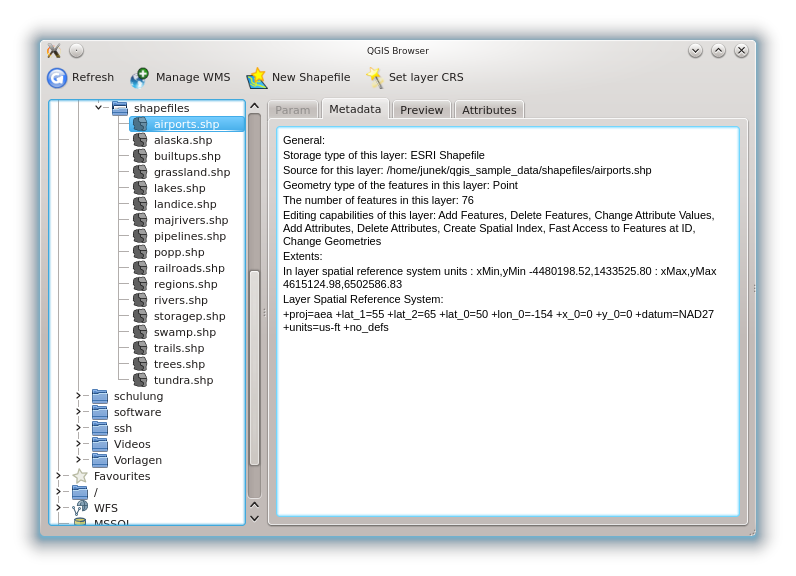 QGIS Browser
Refresh Manage WMS New Shapefile Set layer CRS
shapefiles
airports.shp
alaska.shp
builtups.shp
grassland.shp
lakes.shp
landice.shp
majrivers.shp
pipelines.shp
popp.shp
railroads.shp
regions.shp
rivers.shp
storagep.shp
swamp.shp
trails.shp
trees.shp
tundra.shp
schulung
software
ssh
Videos
Vorlagen
Favourites
/
WFS
MSSQL
Param Metadata Preview Attributes
General:
Storage type of this layer: ESRI Shapefile
Source for this layer: /home/junek/qgis_sample_data/shapefiles/airports.shp
Geometry type of the features in this layer: Point
The number of features in this layer: 76
Editing capabilities of this layer: Add Features, Delete Features, Change Attribute Values,
Add Attributes, Delete Attributes, Create Spatial Index, Fast Access to Features at ID,
Change Geometries
Extents:
In layer spatial reference system units : xMin,yMin -4480198.52,1433525.80 : xMax,yMax
4615124.98,6502586.83
Layer Spatial Reference System:
+proj=aea +lat_1=55 +lat_2=65 +lat_0=50 +lon_0=-154 +x_0=0 +y_0=0 +datum=NAD27
+units=us-ft +no_defs